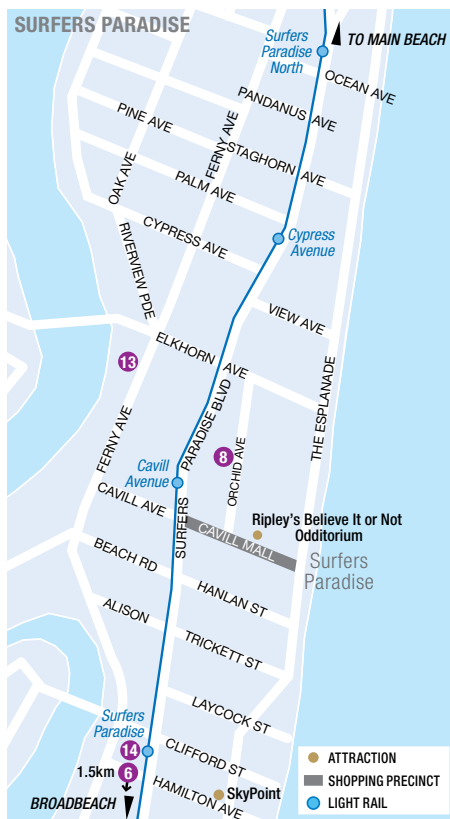 SURFERS PARADISE
Surfers
Paradise
North
TO MAIN BEACH
OCEAN AVE
PANDANUS AVE
PINE AVE
FERNY AVE
STAGHORN AVE
OAK AVE
PALM AVE
CYPRESS AVE
Cypress
Avenue
RIVERVIEW PDE
VIEW AVE
ELKHORN AVE
13
THE ESPLANADE
PARADISE BLVD
FERNY AVE
8
ORCHID AVE
Cavill
Avenue
CAVILL AVE
SURFERS
Ripley's Believe It or Not
Odditorium
CAVILL MALL
Surfers
Paradise
BEACH RD
HANLAN ST
ALISON
TRICKETT ST
LAYCOCK ST
Surfers
Paradise
14
CLIFFORD ST
1.5km
6
HAMILTON AVE
SkyPoint
BROADBEACH
ATTRACTION
SHOPPING PRECINCT
LIGHT RAIL